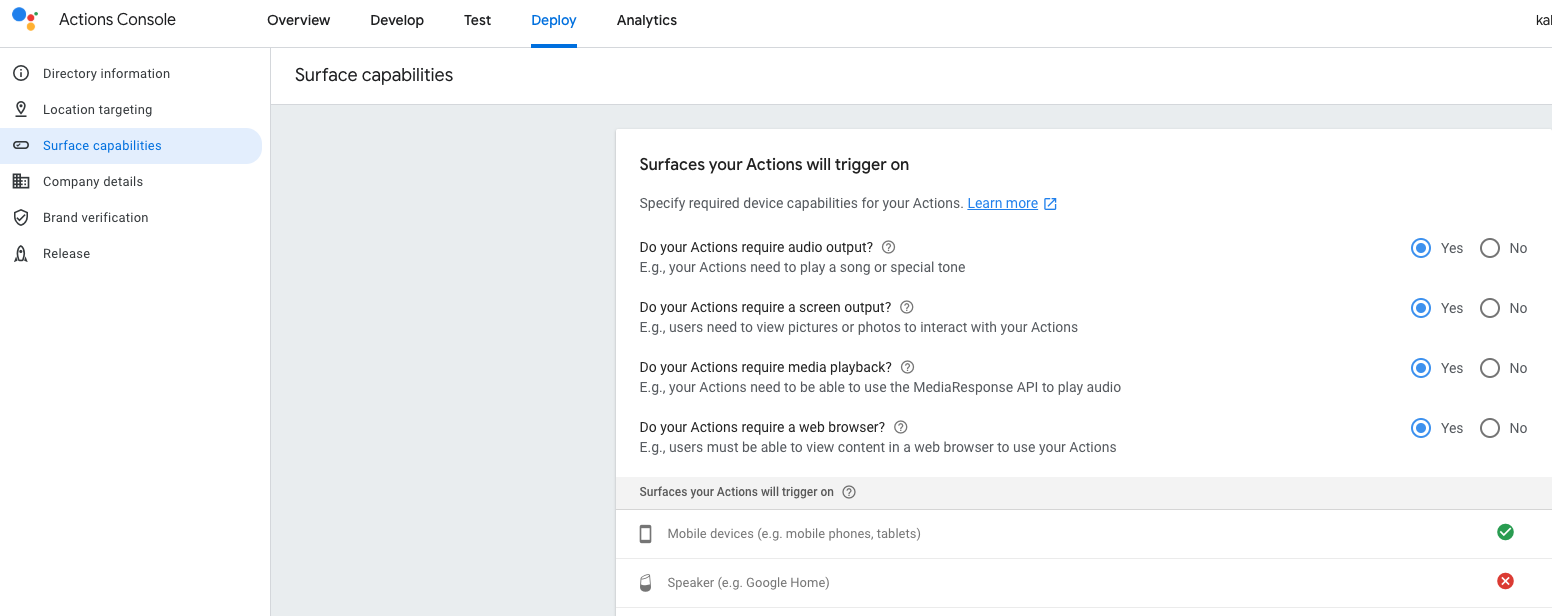 Actions Console
Overview
Develop
Test
Deploy
Analytics
Directory information
Location targeting
Surface capabilities
Company details
Brand verification
Release
Surface capabilities
Surfaces your Actions will trigger on
Specify required device capabilities for your Actions. Learn more
Do your Actions require audio output?
E.g., your Actions need to play a song or special tone
Yes
No
Do your Actions require a screen output?
E.g., users need to view pictures or photos to interact with your Actions
Yes
No
Do your Actions require media playback?
E.g., your Actions need to be able to use the MediaResponse API to play audio
Yes
No
Do your Actions require a web browser?
E.g., users must be able to view content in a web browser to use your Actions
Yes
No
Surfaces your Actions will trigger on
Mobile devices (e.g. mobile phones, tablets)
Speaker (e.g. Google Home)